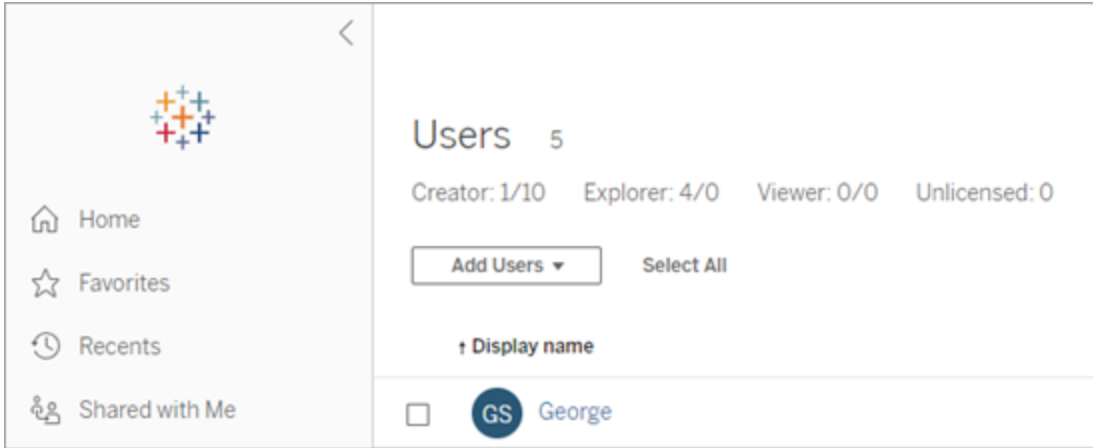 Users 5
Creator: 1/10 Explorer: 4/0 Viewer: 0/0 Unlicensed: 0
Home
Add Users Select All
Favorites
Recents
Display name
Shared with Me
GS George